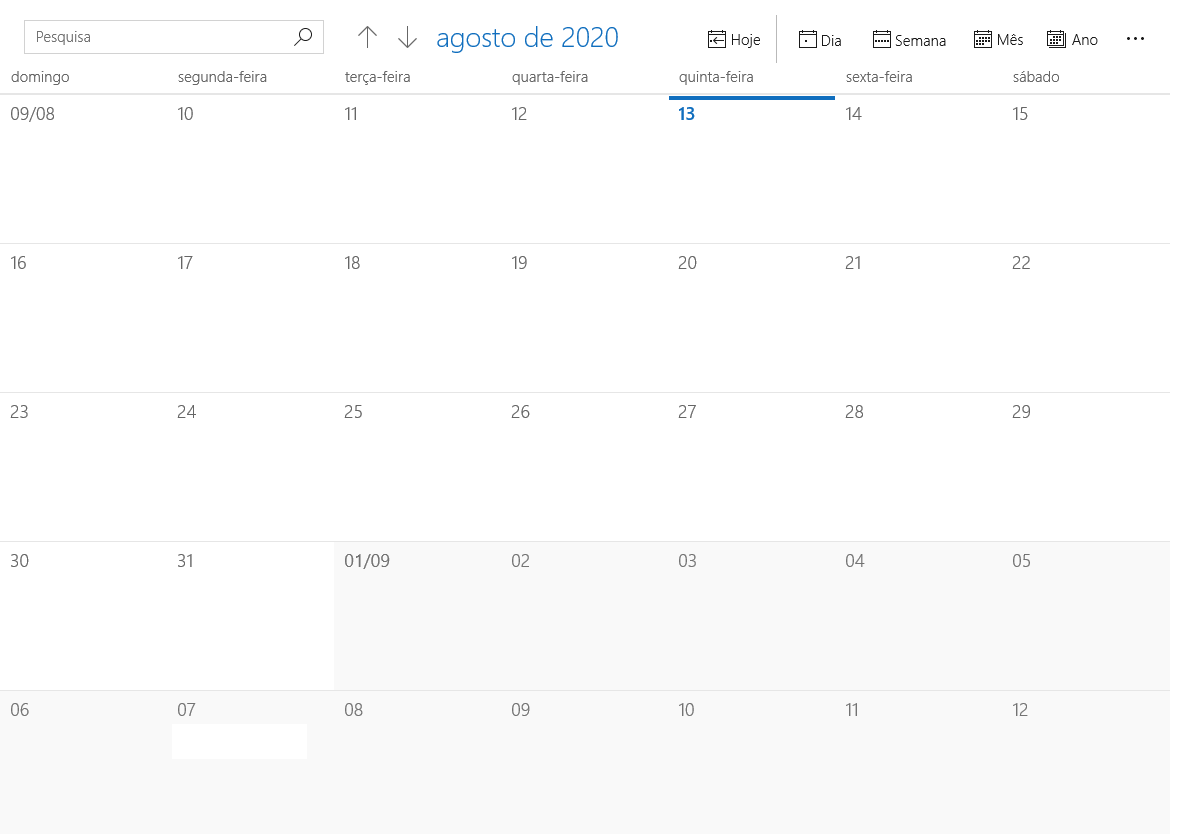 Pesquisa agosto de 2020 Hoje Dia Semana Mês Ano ...
domingo segunda-feira terça-feira quarta-feira quinta-feira sexta-feira sábado
09/08 10 11 12 13 14 15
16 17 18 19 20 21 22
23 24 25 26 27 28 29
30 31 01/09 02 03 04 05
06 07 08 09 10 11 12